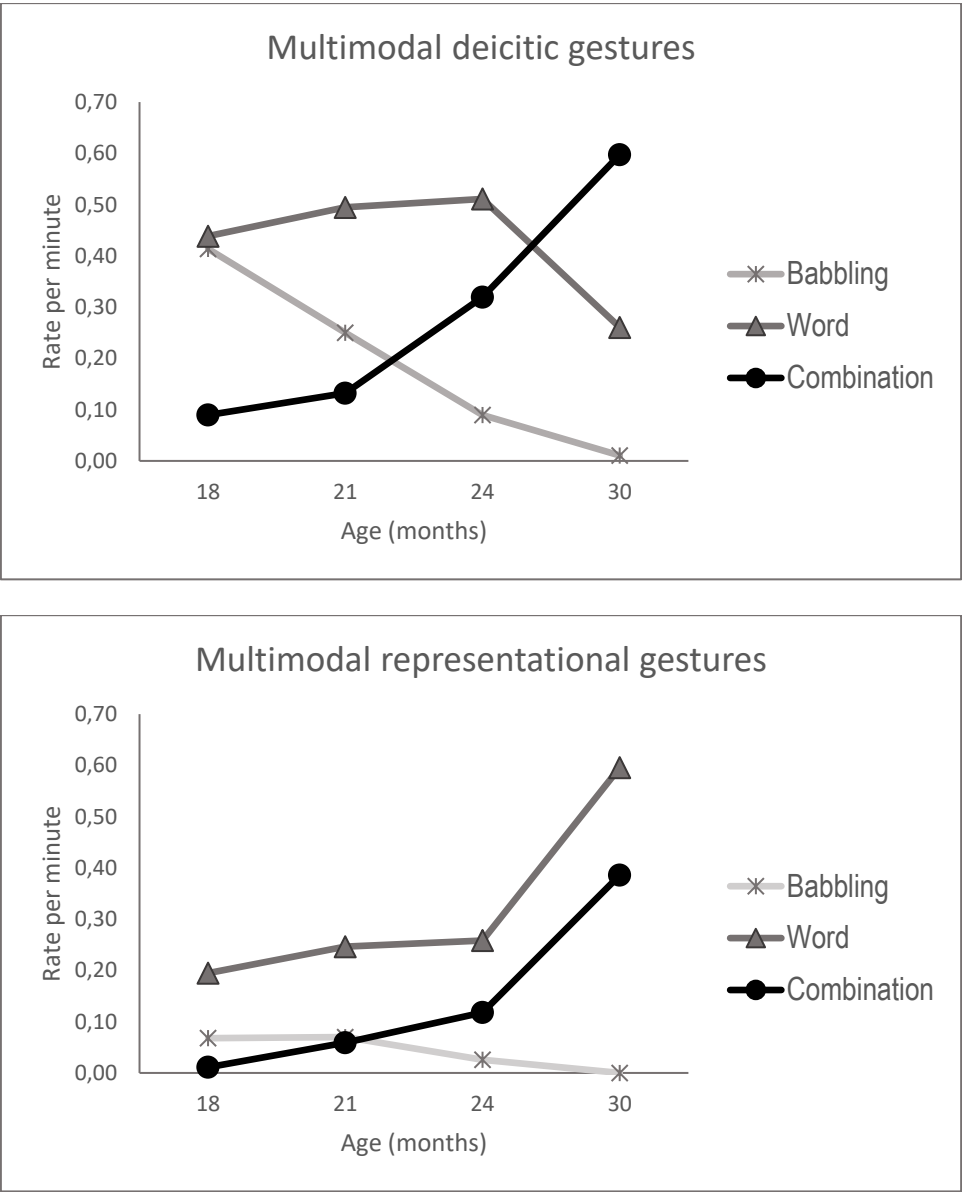 Multimodal deicitic gestures
0,70
0,60
0,50
0,40
0,30
0,20
0,10
0,00
Rate per minute
18 21 24 30
Age (months)
Babbling
Word
Combination
Multimodal representational gestures
0,70
0,60
0,50
0,40
0,30
0,20
0,10
0,00
Rate per minute
18 21 24 30
Age (months)
Babbling
Word
Combination